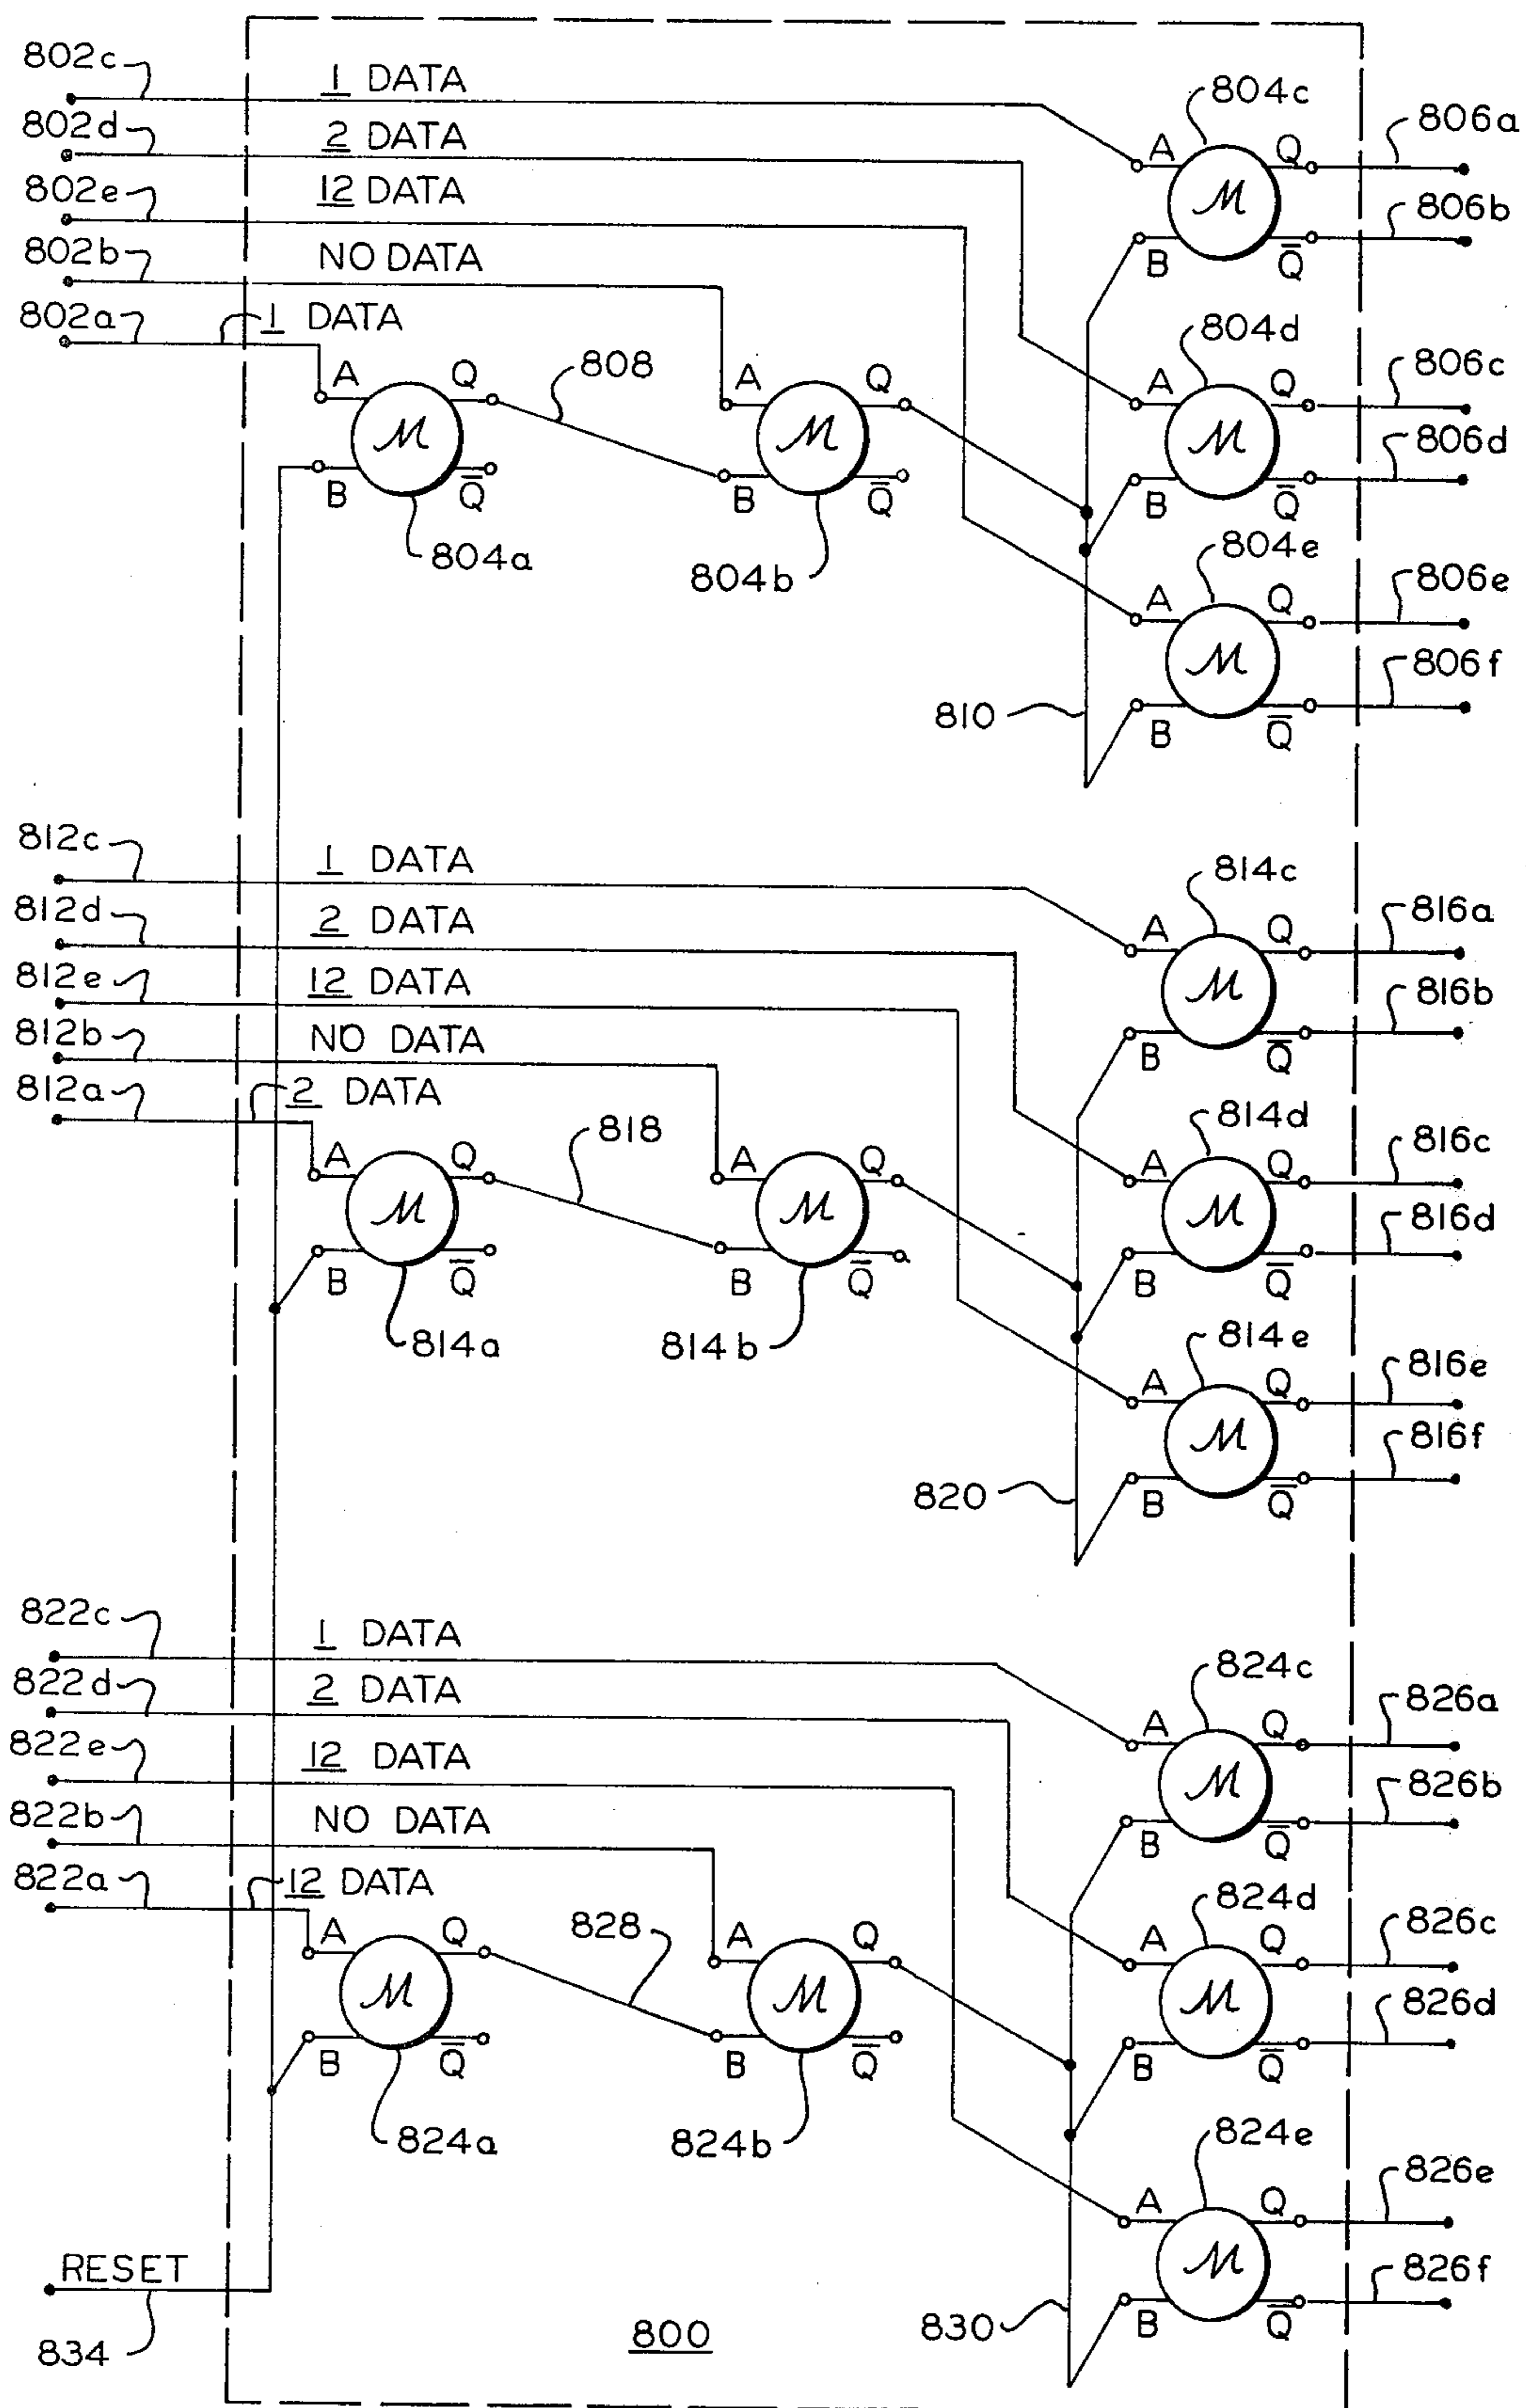 802c
1 DATA
804c
802d
2 DATA
A
Q
806a
M
802e
12 DATA
806b
B
Q̅
802b
NO DATA
802a
1 DATA
804d
808
806c
A
Q
A
Q
A
Q
M
M
M
806d
B
Q̅
B
Q̅
B
Q̅
804a
804b
804e
A
Q
806e
M
806f
810
B
Q̅
812c
1 DATA
814c
812d
2 DATA
A
Q
816a
812e
12 DATA
M
816b
812b
NO DATA
B
Q̅
812a
2 DATA
814d
818
A
Q
A
Q
A
Q
816c
M
M
M
816d
B
Q̅
B
Q̅
B
Q̅
814a
814b
814e
A
Q
816e
M
816f
820
B
Q̅
822c
1 DATA
824c
822d
2 DATA
826a
A
Q
822e
12 DATA
M
826b
822b
NO DATA
B
Q̅
822a
12 DATA
824d
828
826c
A
Q
A
Q
A
Q
M
M
M
826d
B
Q̅
B
Q̅
B
Q̅
824a
824b
824e
826e
A
Q
M
RESET
826f
834
800
830
B
Q̅